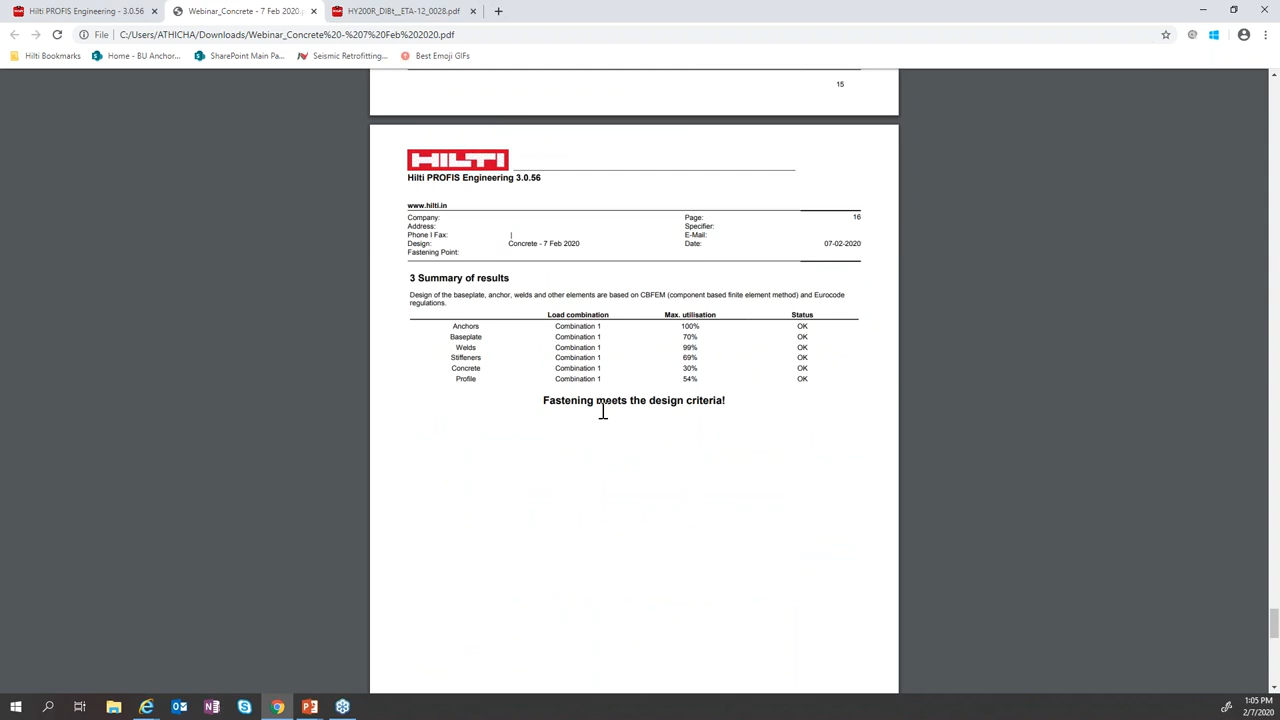 Hilti PROFIS Engineering - 3.0.56
Webinar_Concrete - 7 Feb 2020.p
HY200R_DIBt_ETA-12_0028.pdf
File
C:/Users/ATHICHA/Downloads/Webinar_Concrete%20-%207%20Feb%202020.pdf
Hilti Bookmarks
Home - BU Anchor...
SharePoint Main Pa...
Seismic Retrofitting...
Best Emoji GIFs
15
HILTI
Hilti PROFIS Engineering 3.0.56
www.hilti.in
Company: Page: 16
Address: Specifier:
Phone I Fax: | E-Mail:
Design: Concrete - 7 Feb 2020 Date: 07-02-2020
Fastening Point:
3 Summary of results
Design of the baseplate, anchor, welds and other elements are based on CBFEM (component based finite element method) and Eurocode
regulations.
Load combination Max. utilisation Status
Anchors Combination 1 100% OK
Baseplate Combination 1 70% OK
Welds Combination 1 99% OK
Stiffeners Combination 1 69% OK
Concrete Combination 1 30% OK
Profile Combination 1 54% OK
Fastening meets the design criteria!
1:05 PM
2/7/2020